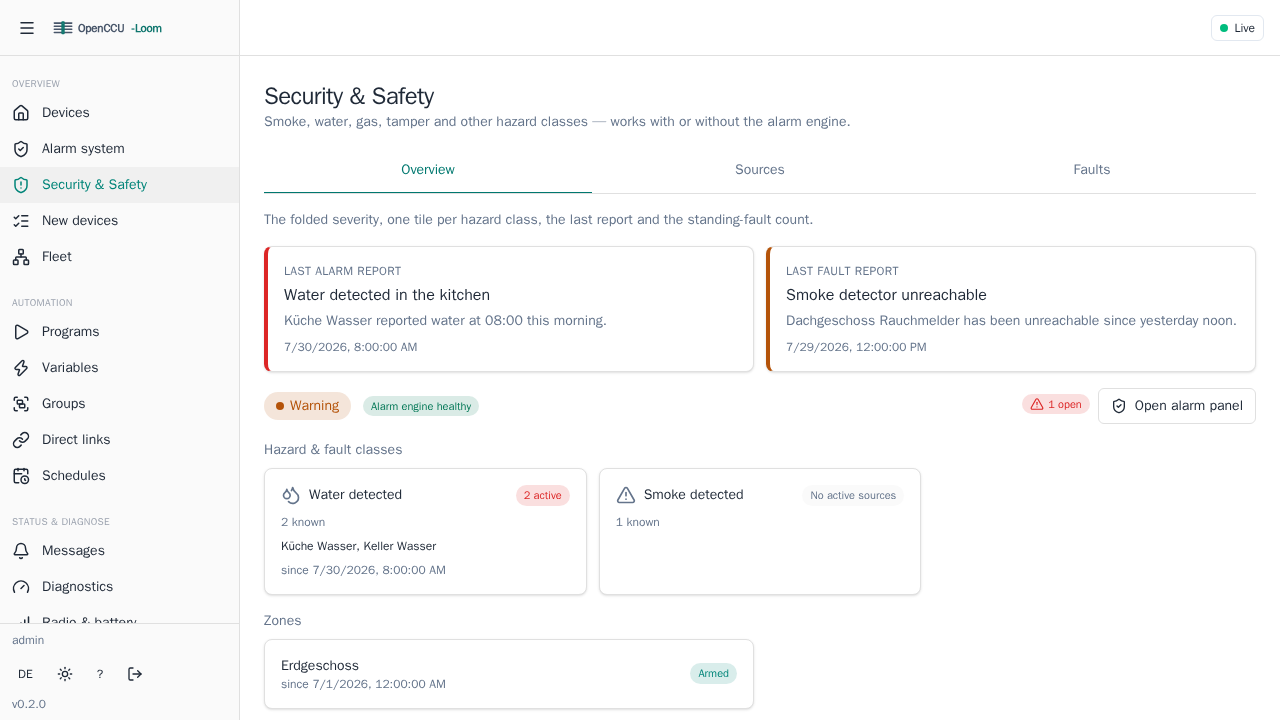 OpenCCU -Loom
Live
OVERVIEW
Devices
Alarm system
Security & Safety
New devices
Fleet
AUTOMATION
Programs
Variables
Groups
Direct links
Schedules
STATUS & DIAGNOSE
Messages
Diagnostics
Radio & battery
admin
DE
?
v0.2.0
Security & Safety
Smoke, water, gas, tamper and other hazard classes — works with or without the alarm engine.
Overview Sources Faults
The folded severity, one tile per hazard class, the last report and the standing-fault count.
LAST ALARM REPORT
Water detected in the kitchen
Küche Wasser reported water at 08:00 this morning.
7/30/2026, 8:00:00 AM
LAST FAULT REPORT
Smoke detector unreachable
Dachgeschoss Rauchmelder has been unreachable since yesterday noon.
7/29/2026, 12:00:00 PM
Warning Alarm engine healthy 1 open Open alarm panel
Hazard & fault classes
Water detected 2 active
2 known
Küche Wasser, Keller Wasser
since 7/30/2026, 8:00:00 AM
Smoke detected No active sources
1 known
Zones
Erdgeschoss
since 7/1/2026, 12:00:00 AM
Armed